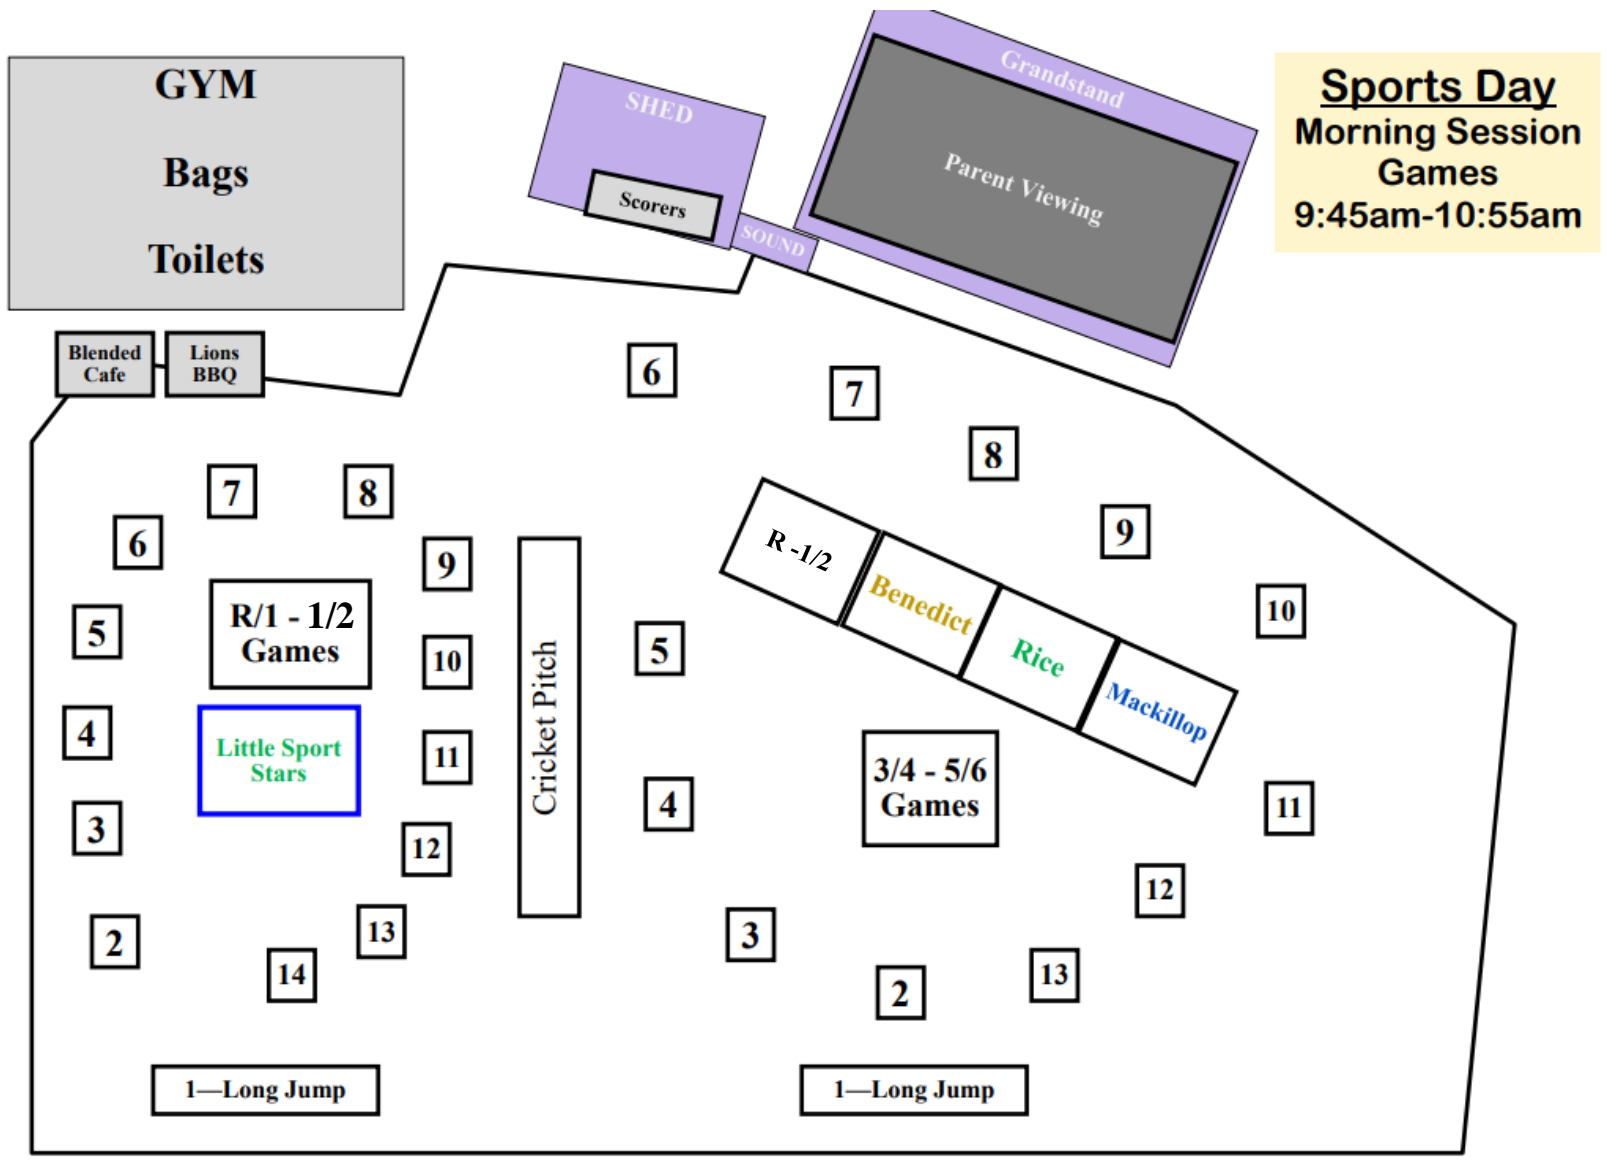 GYM
Bags
Toilets
SHED
Scorers
SOUND
Grandstand
Parent Viewing
Sports Day
Morning Session
Games
9:45am-10:55am
Blended
Cafe
Lions
BBQ
6
7
8
9
10
11
12
13
2
3
4
5
R -1/2
Benedict
Rice
Mackillop
3/4 - 5/6
Games
1—Long Jump
Cricket Pitch
7
8
6
9
5
R/1 - 1/2
Games
10
4
Little Sport
Stars
11
3
12
2
13
14
1—Long Jump